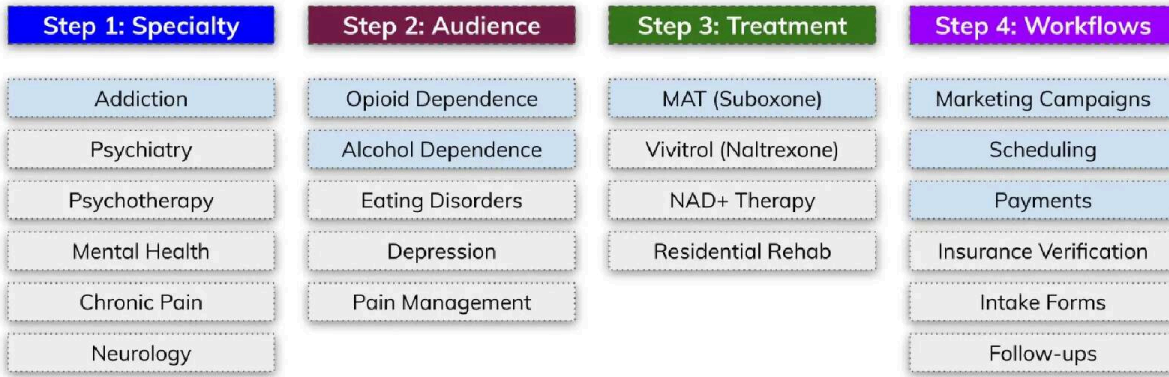 Step 1: Specialty
Addiction
Psychiatry
Psychotherapy
Mental Health
Chronic Pain
Neurology
Step 2: Audience
Opioid Dependence
Alcohol Dependence
Eating Disorders
Depression
Pain Management
Step 3: Treatment
MAT (Suboxone)
Vivitrol (Naltrexone)
NAD+ Therapy
Residential Rehab
Step 4: Workflows
Marketing Campaigns
Scheduling
Payments
Insurance Verification
Intake Forms
Follow-ups